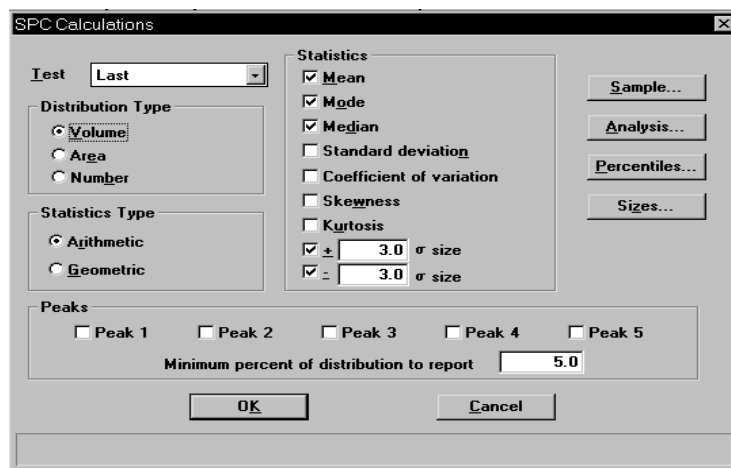 SPC Calculations
Test Last
Distribution Type
Volume
Area
Number
Statistics Type
Arithmetic
Geometric
Statistics
Mean
Mode
Median
Standard deviation
Coefficient of variation
Skewness
Kurtosis
+ 3.0 σ size
- 3.0 σ size
Sample...
Analysis...
Percentiles...
Sizes...
Peaks
Peak 1 Peak 2 Peak 3 Peak 4 Peak 5
Minimum percent of distribution to report 5.0
OK Cancel